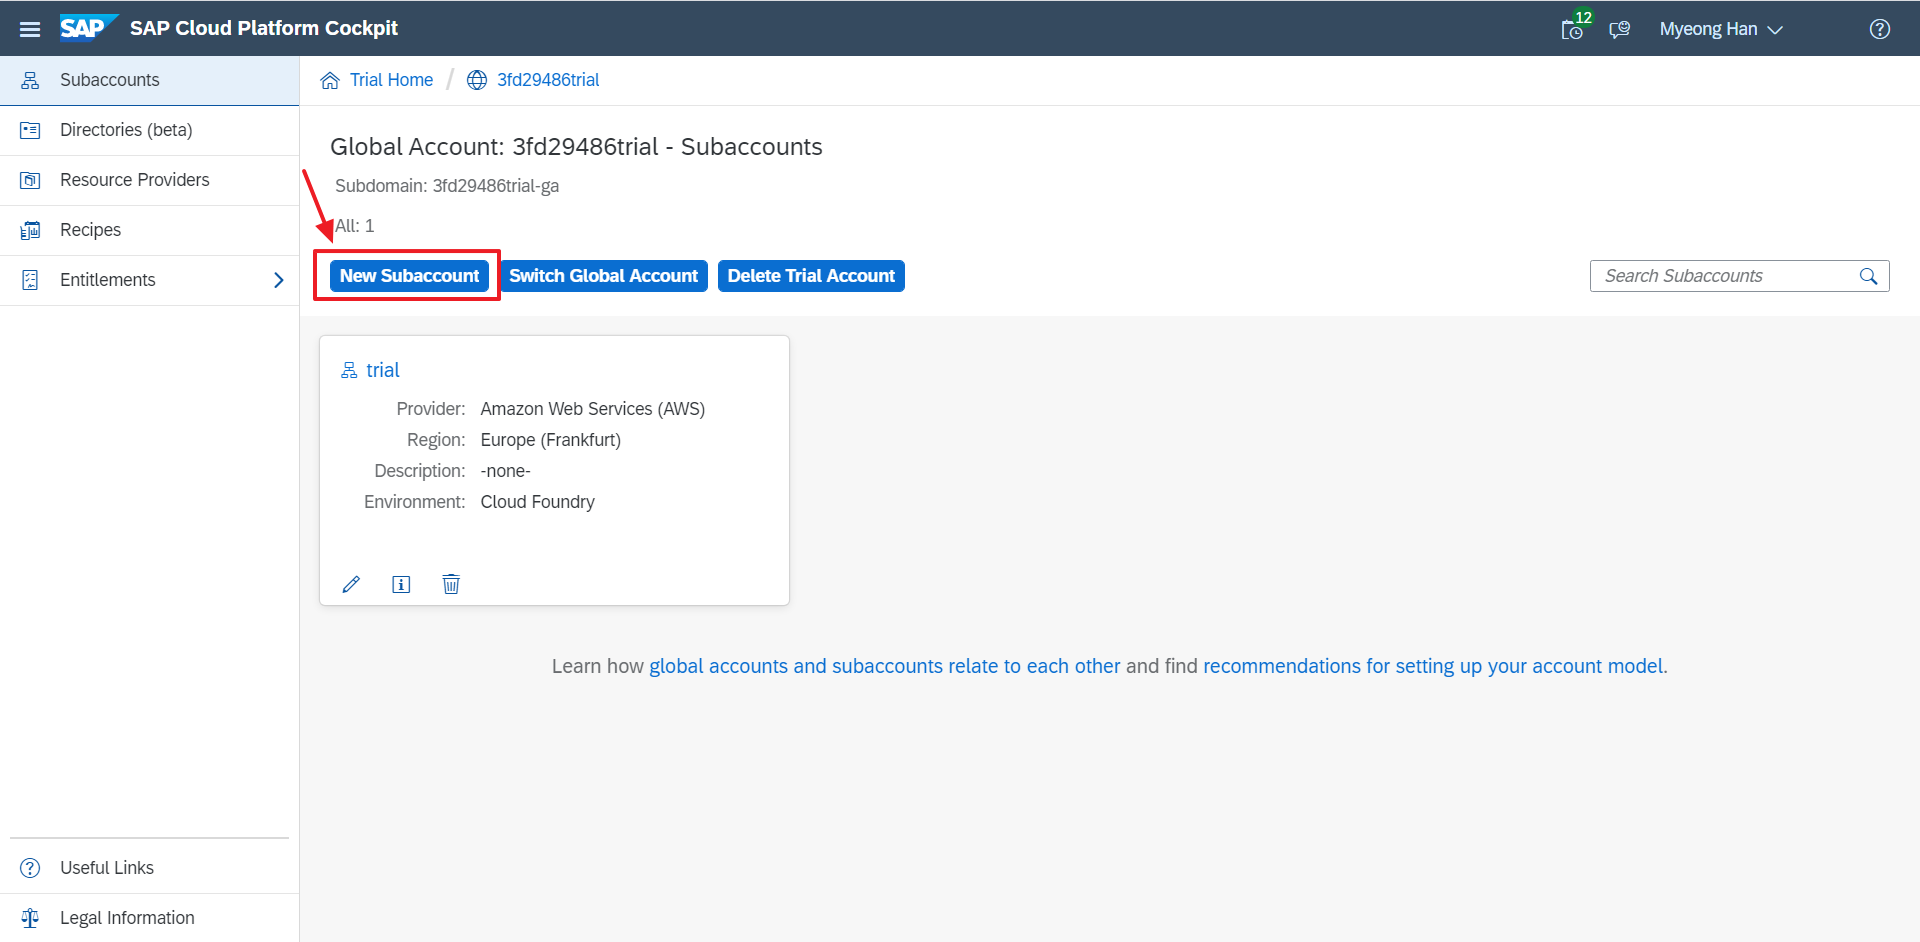 SAP SAP Cloud Platform Cockpit
12
Myeong Han
Subaccounts
Directories (beta)
Resource Providers
Recipes
Entitlements
Useful Links
Legal Information
Trial Home / 3fd29486trial
Global Account: 3fd29486trial - Subaccounts
Subdomain: 3fd29486trial-ga
All: 1
New Subaccount Switch Global Account Delete Trial Account
Search Subaccounts
trial
Provider: Amazon Web Services (AWS)
Region: Europe (Frankfurt)
Description: -none-
Environment: Cloud Foundry
Learn how global accounts and subaccounts relate to each other and find recommendations for setting up your account model.